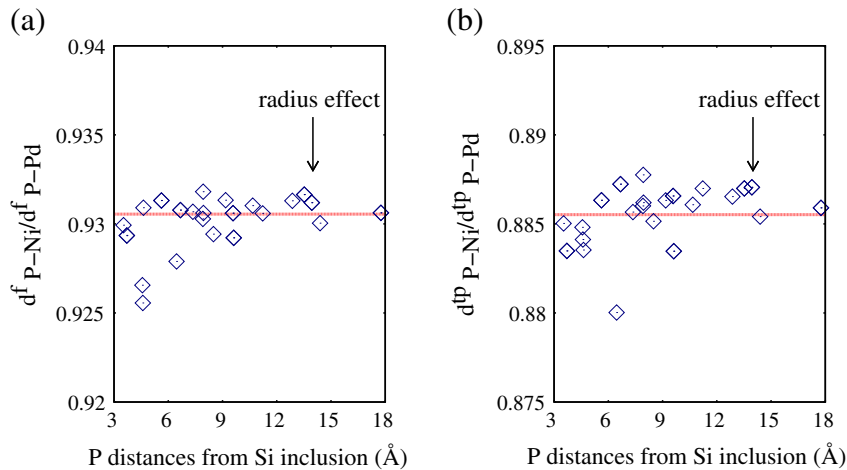 (a)
0.94
0.935
0.93
0.925
0.92
3 6 9 12 15 18
d^f P−Ni/d^f P−Pd
radius effect
P distances from Si inclusion (Å)
(b)
0.895
0.89
0.885
0.88
0.875
3 6 9 12 15 18
d^tp P−Ni/d^tp P−Pd
radius effect
P distances from Si inclusion (Å)